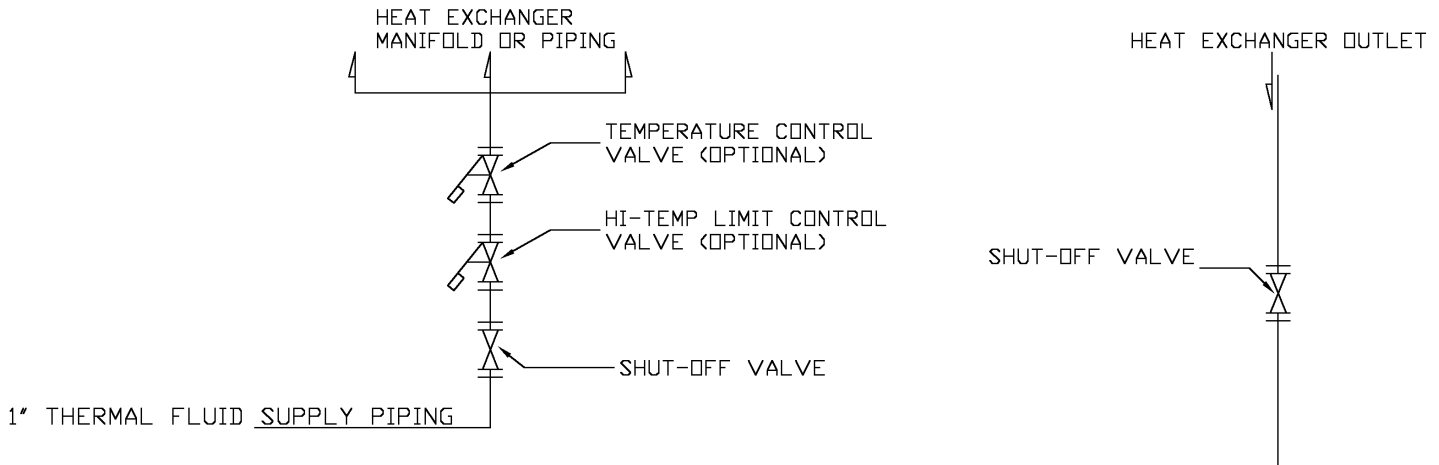 HEAT EXCHANGER
MANIFOLD OR PIPING
HEAT EXCHANGER OUTLET
TEMPERATURE CONTROL
VALVE (OPTIONAL)
HI-TEMP LIMIT CONTROL
VALVE (OPTIONAL)
SHUT-OFF VALVE
SHUT-OFF VALVE
1" THERMAL FLUID SUPPLY PIPING